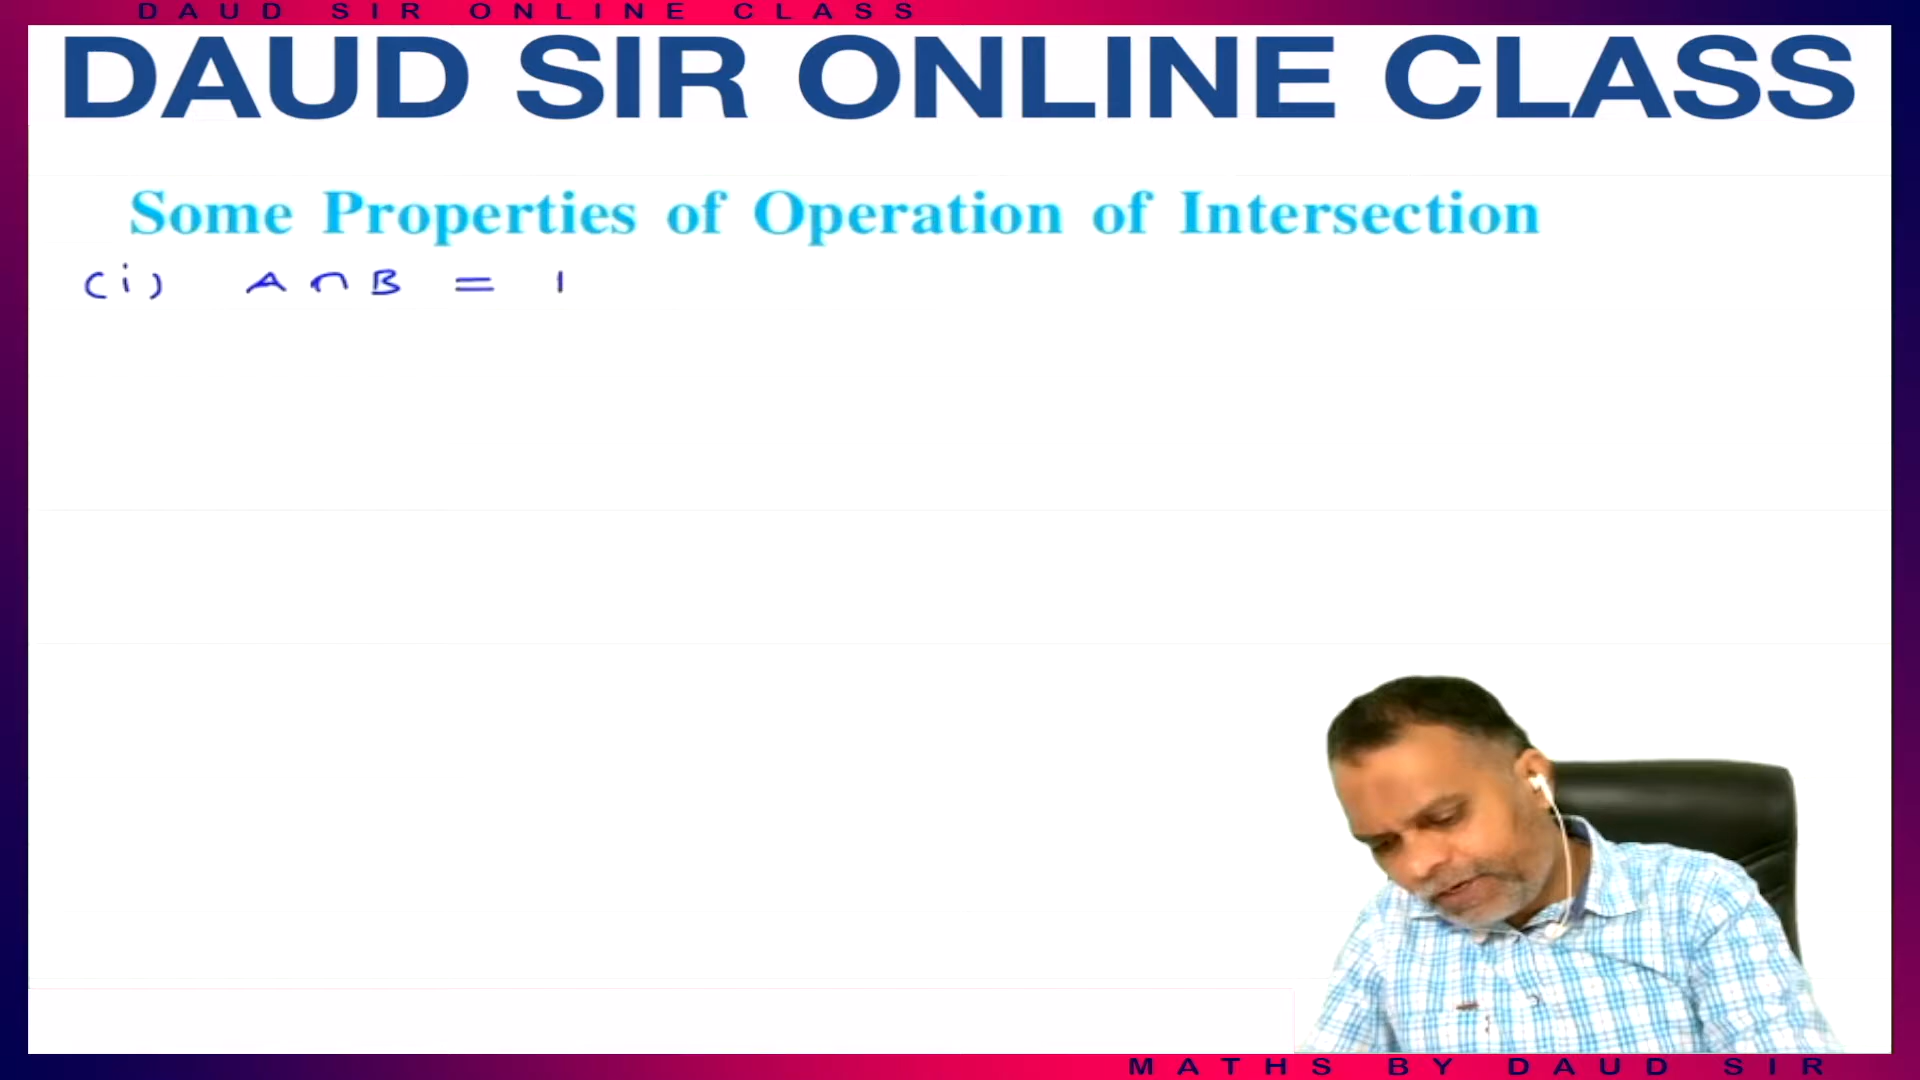 DAUD SIR ONLINE CLASS
DAUD SIR ONLINE CLASS
Some Properties of Operation of Intersection
(i) A ∩ B =
MATHS BY DAUD SIR